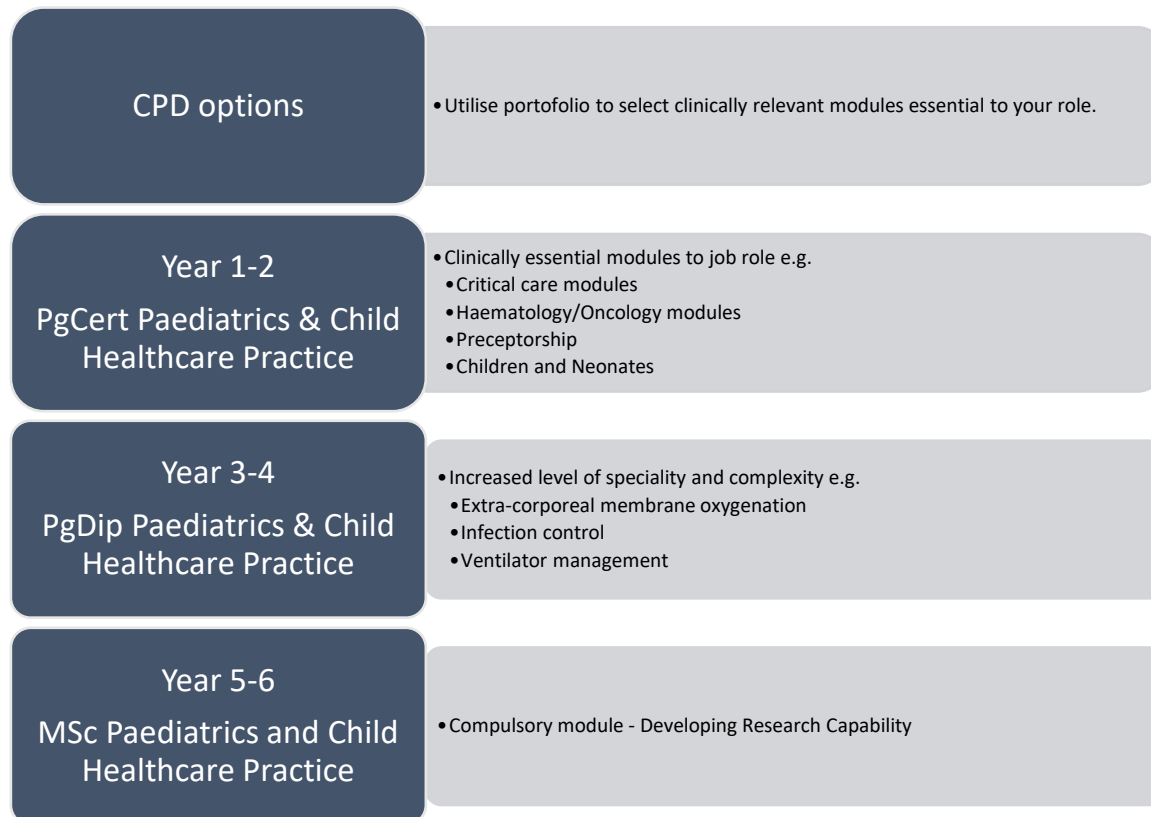 CPD options
•Utilise portofolio to select clinically relevant modules essential to your role.
Year 1-2
PgCert Paediatrics & Child
Healthcare Practice
•Clinically essential modules to job role e.g.
•Critical care modules
•Haematology/Oncology modules
•Preceptorship
•Children and Neonates
Year 3-4
PgDip Paediatrics & Child
Healthcare Practice
•Increased level of speciality and complexity e.g.
•Extra-corporeal membrane oxygenation
•Infection control
•Ventilator management
Year 5-6
MSc Paediatrics and Child
Healthcare Practice
•Compulsory module - Developing Research Capability